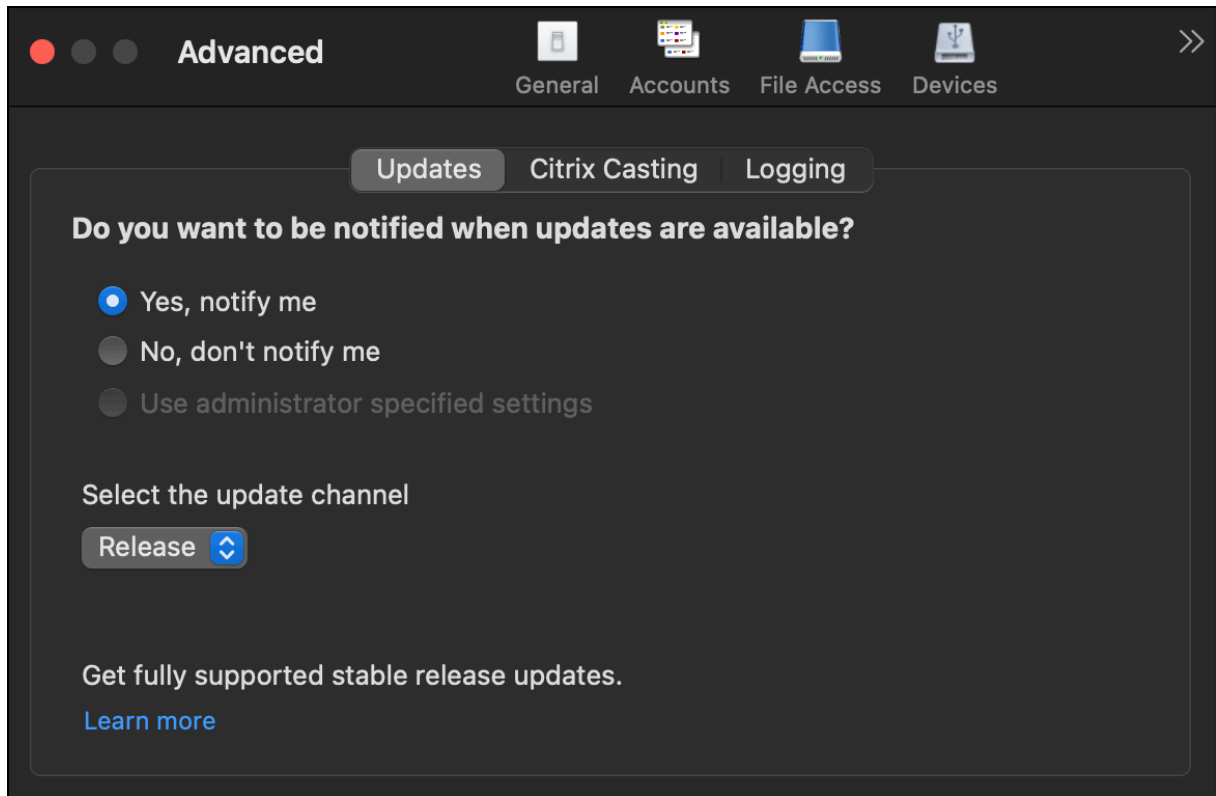 Advanced
General Accounts File Access Devices
Updates Citrix Casting Logging
Do you want to be notified when updates are available?
Yes, notify me
No, don't notify me
Use administrator specified settings
Select the update channel
Release
Get fully supported stable release updates.
Learn more